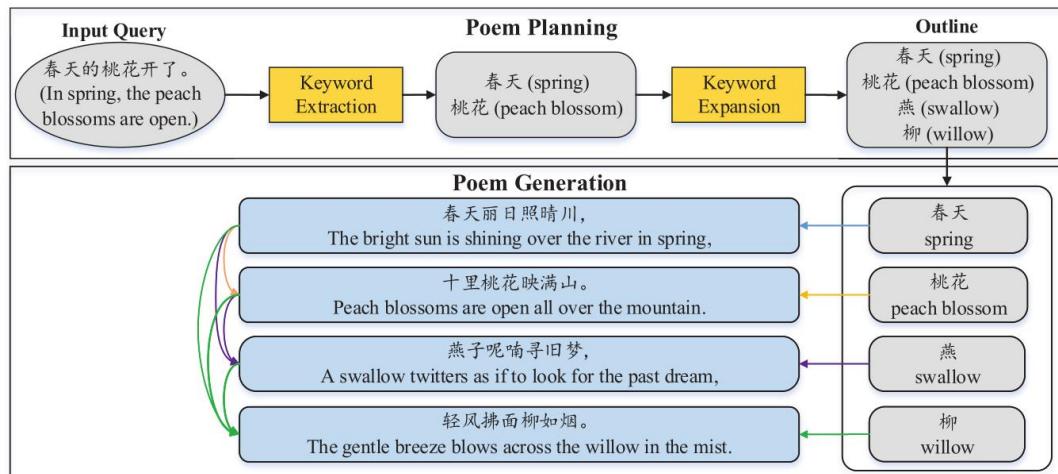 Input Query
Poem Planning
Outline
春天的桃花开了。
(In spring, the peach
blossoms are open.)
Keyword
Extraction
春天 (spring)
桃花 (peach blossom)
Keyword
Expansion
春天 (spring)
桃花 (peach blossom)
燕 (swallow)
柳 (willow)
Poem Generation
春天丽日照晴川，
The bright sun is shining over the river in spring,
春天
spring
十里桃花映满山。
Peach blossoms are open all over the mountain.
桃花
peach blossom
燕子呢喃寻旧梦，
A swallow twitters as if to look for the past dream,
燕
swallow
轻风拂面柳如烟。
The gentle breeze blows across the willow in the mist.
柳
willow